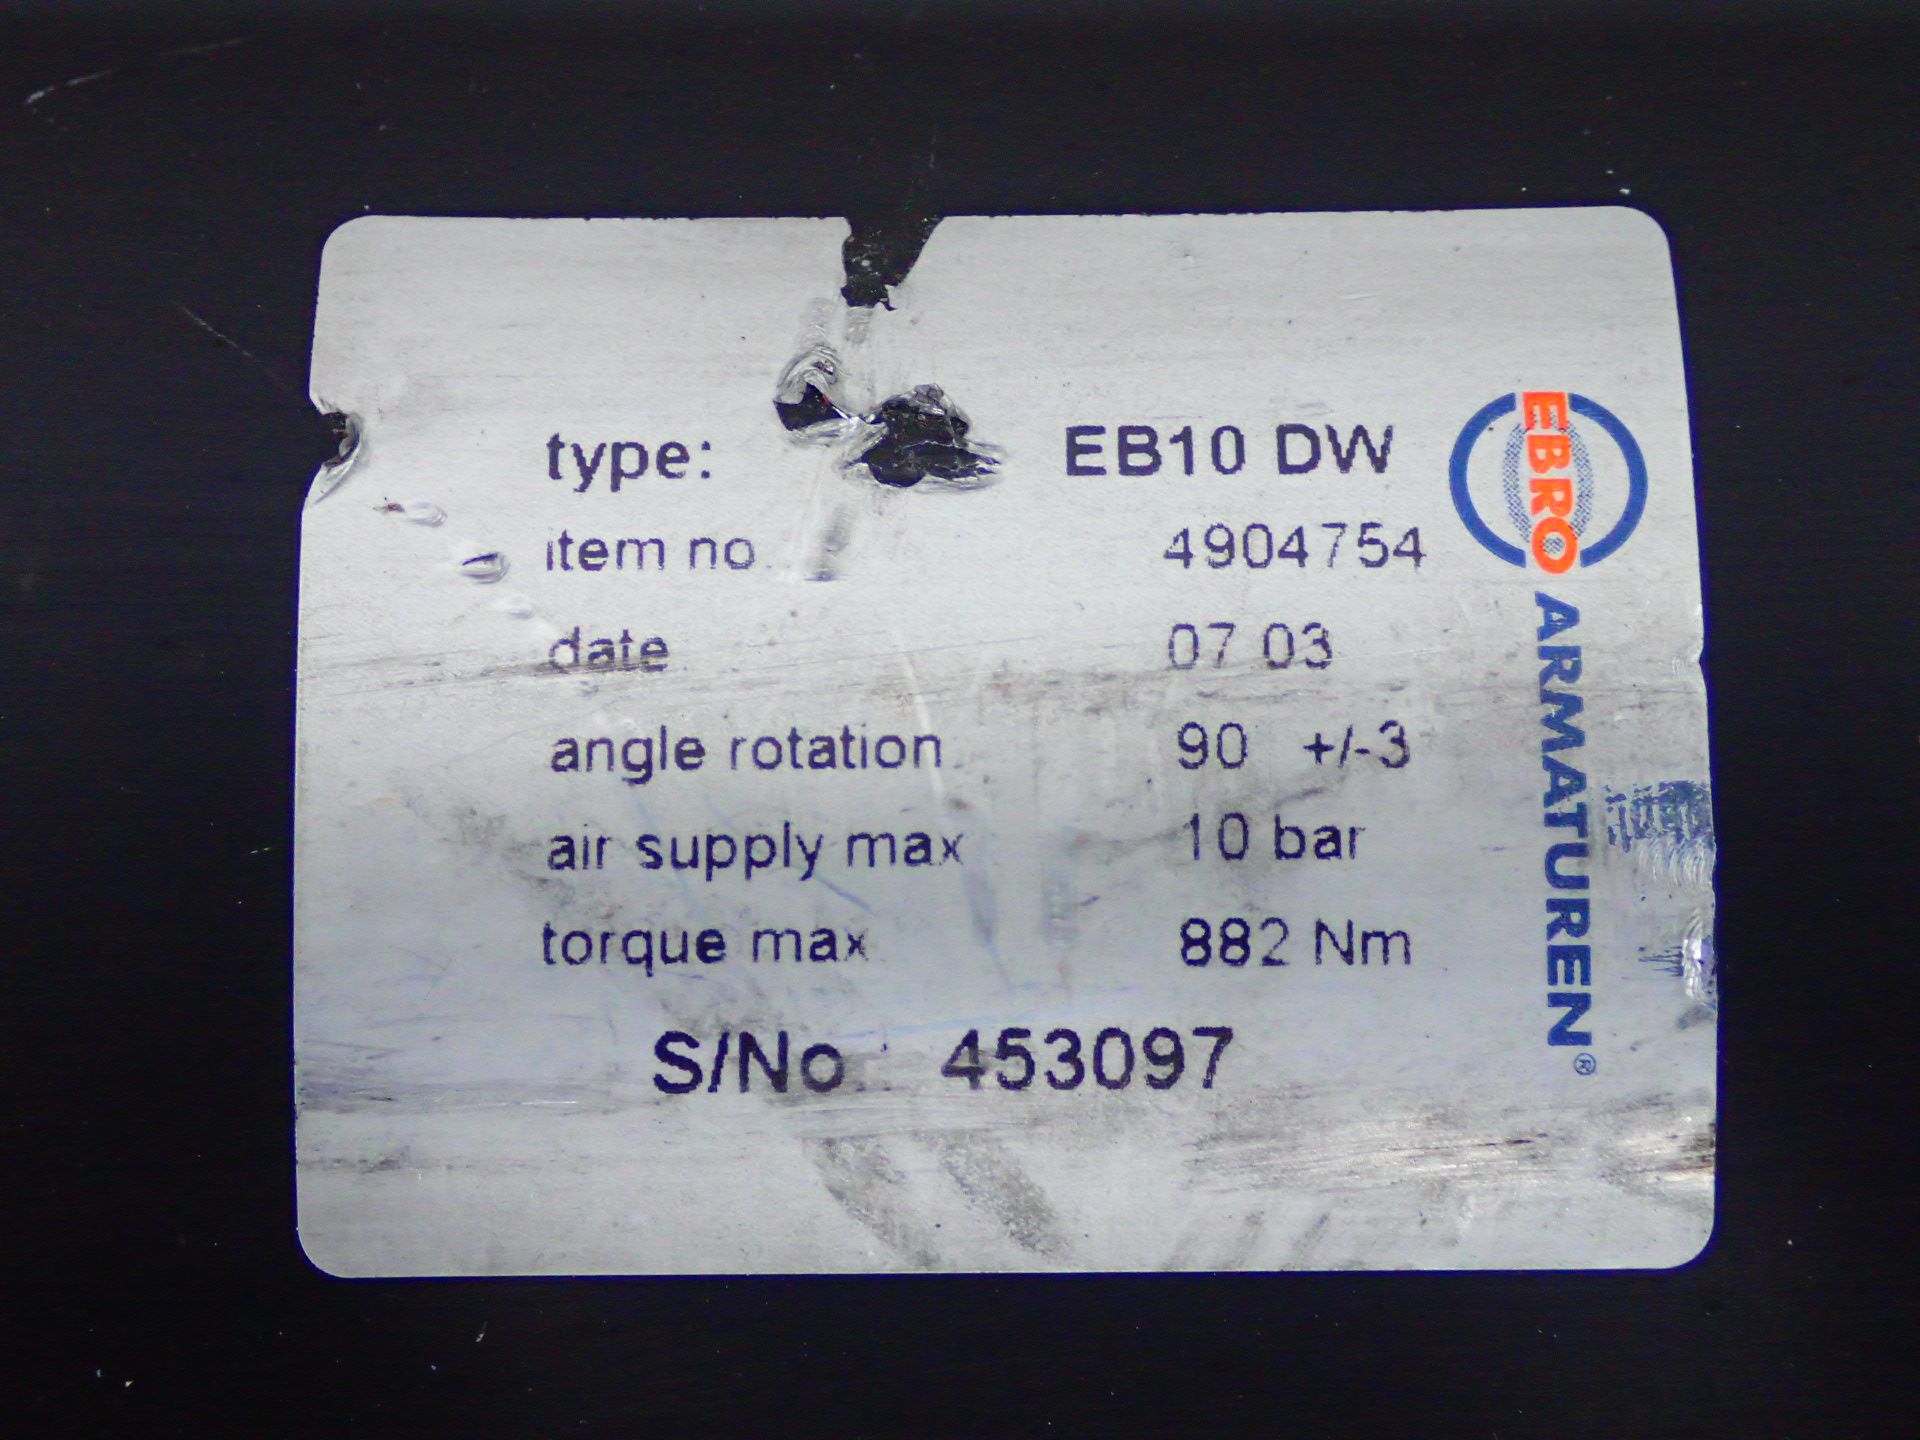 type: EB10 DW
item no. 4904754
date 07 03
angle rotation 90 +/-3
air supply max 10 bar
torque max 882 Nm
S/No.: 453097
EBRO ARMATUREN®